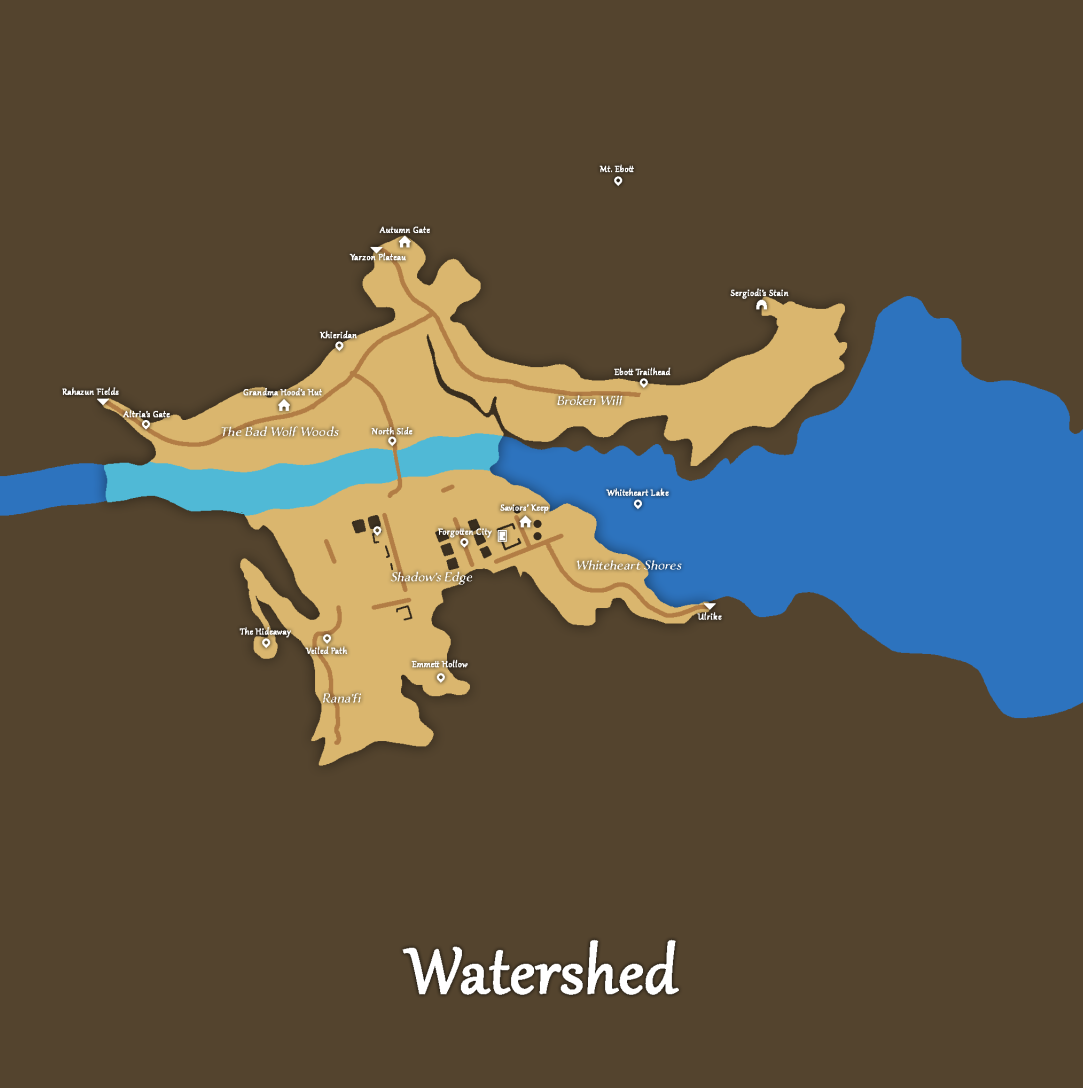 Mt. Ebott
Autumn Gate
Yarzon Plateau
Sergiodi's Stain
Khieridan
Ebott Trailhead
Rahazun Fields
Grandma Hood's Hut
Broken Will
Altria's Gate
The Bad Wolf Woods
North Side
Whiteheart Lake
Saviors' Keep
Forgotten City
Whiteheart Shores
Shadow's Edge
Ulrike
The Hideaway
Veiled Path
Emmett Hollow
Rana'fi
Watershed